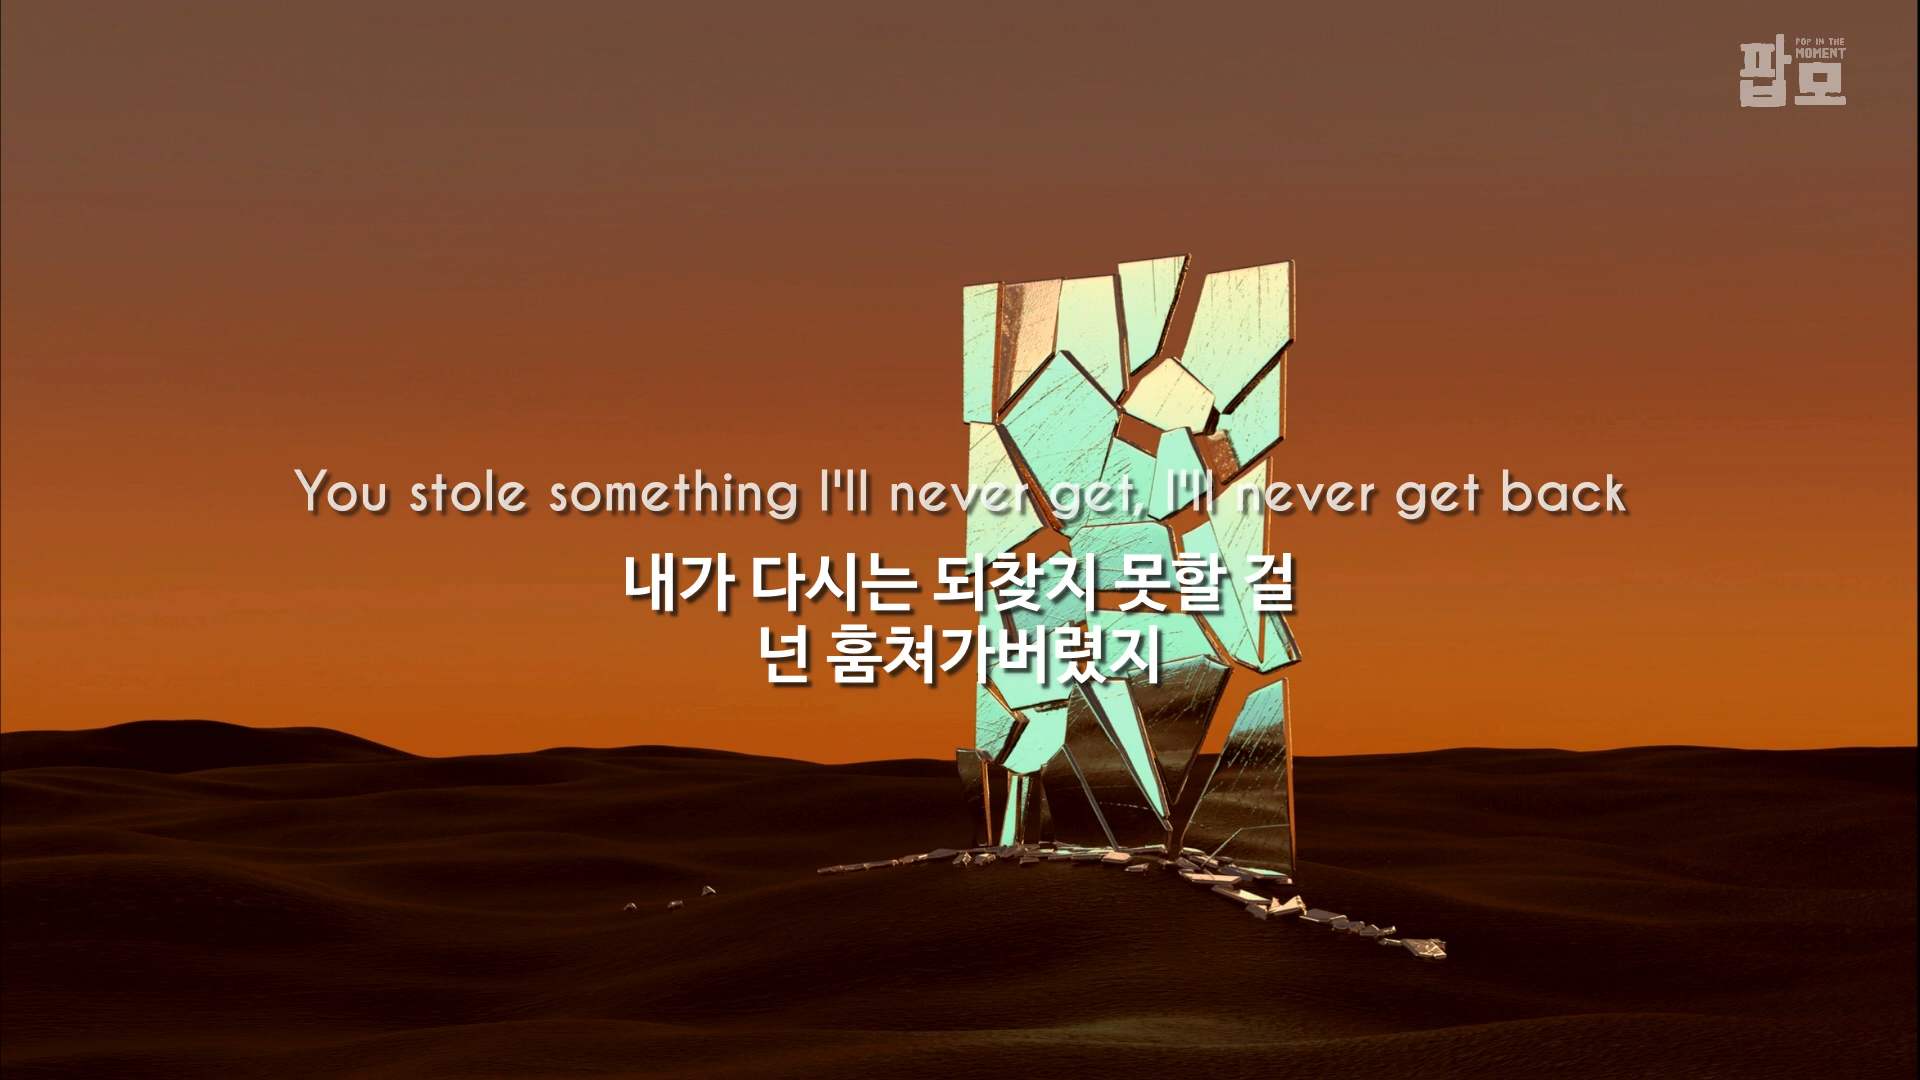 POP IN THE
MOMENT
팝모
You stole something I'll never get, I'll never get back
내가 다시는 되찾지 못할 걸
넌 훔쳐가버렸지